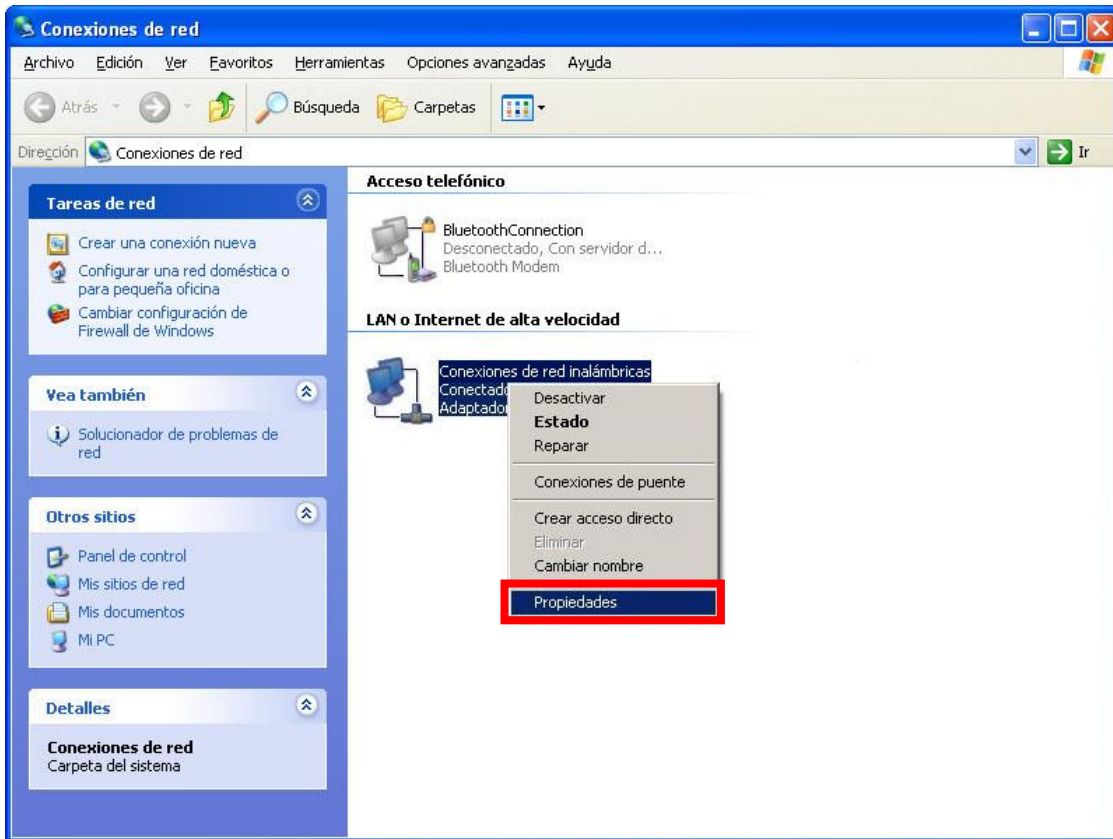 Conexiones de red
Archivo Edición Ver Favoritos Herramientas Opciones avanzadas Ayuda
Atrás Búsqueda Carpetas
Dirección Conexiones de red Ir
Tareas de red
Crear una conexión nueva
Configurar una red doméstica o
para pequeña oficina
Cambiar configuración de
Firewall de Windows
Vea también
Solucionador de problemas de
red
Otros sitios
Panel de control
Mis sitios de red
Mis documentos
Mi PC
Detalles
Conexiones de red
Carpeta del sistema
Acceso telefónico
BluetoothConnection
Desconectado, Con servidor d...
Bluetooth Modem
LAN o Internet de alta velocidad
Conexiones de red inalámbricas
Conectado
Adaptador
Desactivar
Estado
Reparar
Conexiones de puente
Crear acceso directo
Eliminar
Cambiar nombre
Propiedades